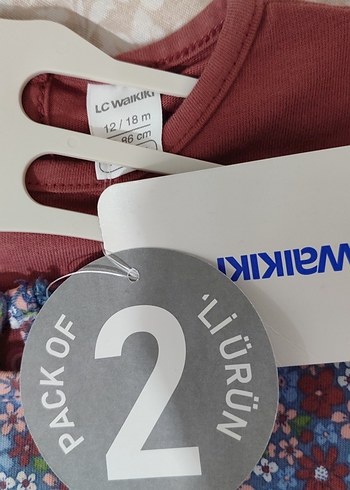 LC WAIKIKI
12 / 18 m
86 cm
WAIKIKI
PACK OF
2
'Lİ ÜRÜN